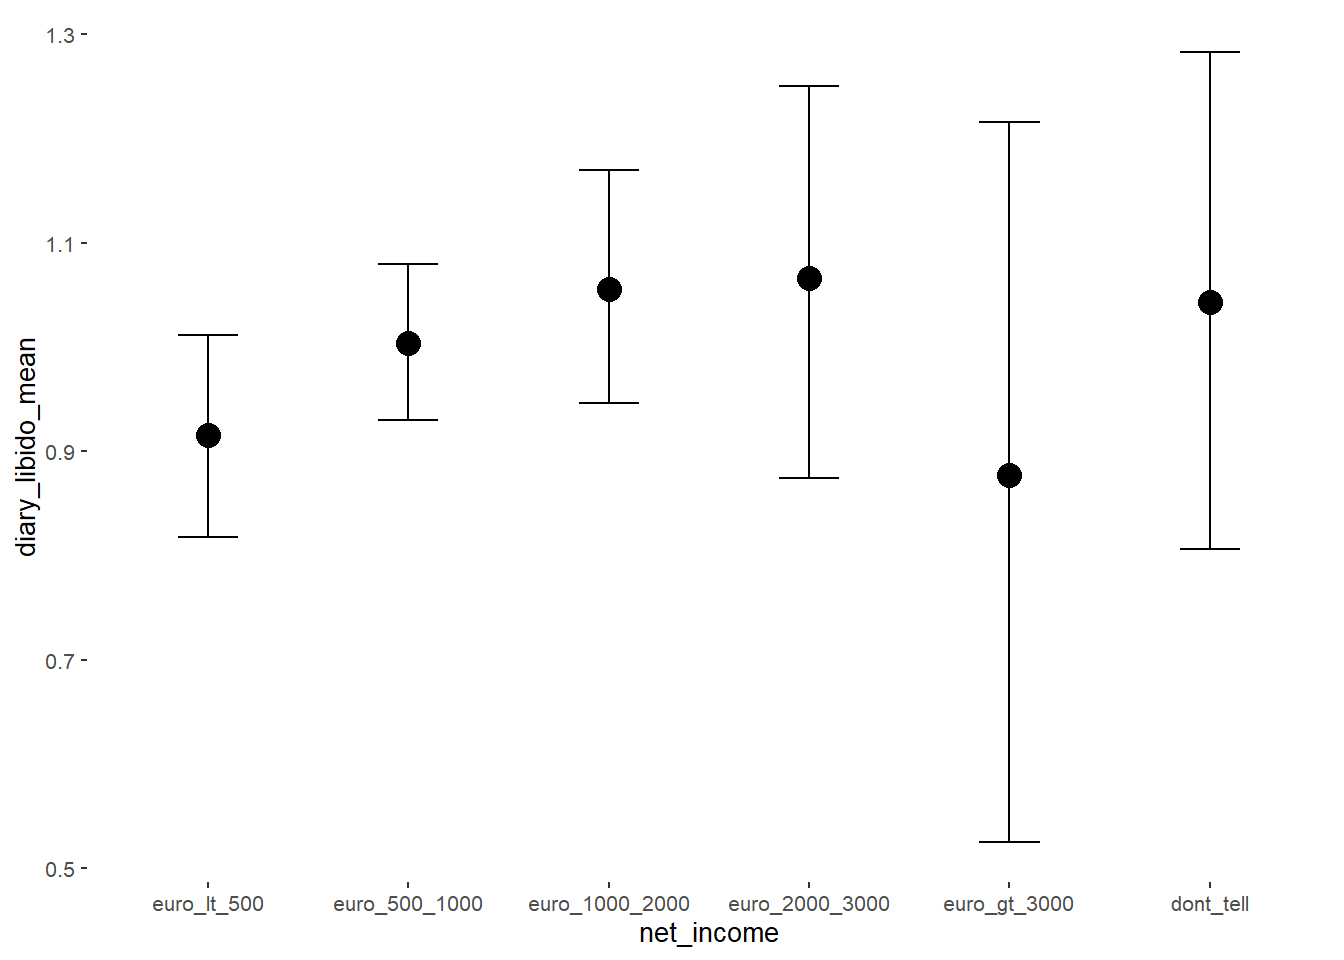 1.3
1.1
0.9
0.7
0.5
diary_libido_mean
euro_lt_500 euro_500_1000 euro_1000_2000 euro_2000_3000 euro_gt_3000 dont_tell
net_income